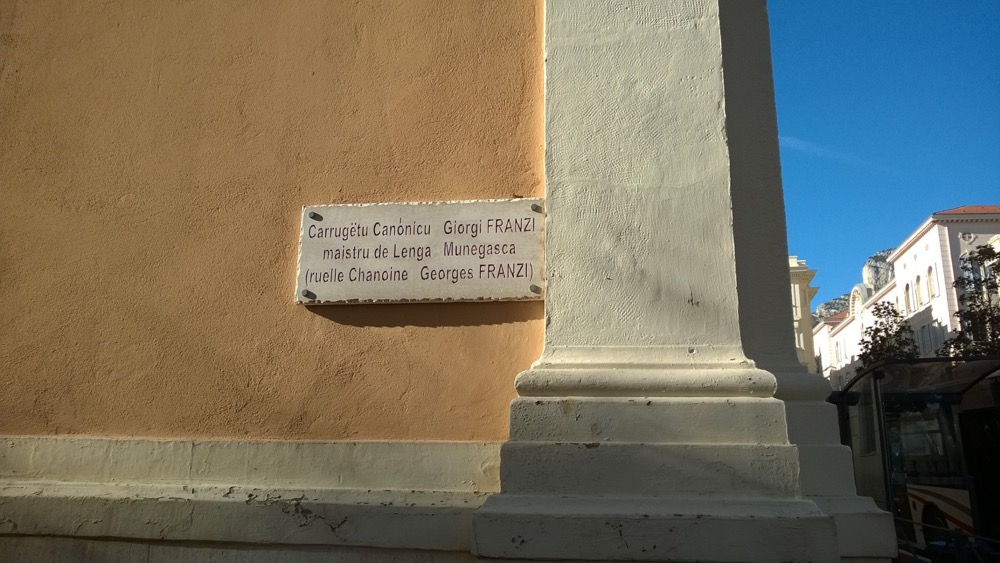 Carrugëtu Canònicu Giorgi FRANZI
maistru de Lenga Munegasca
(ruelle Chanoine Georges FRANZI)